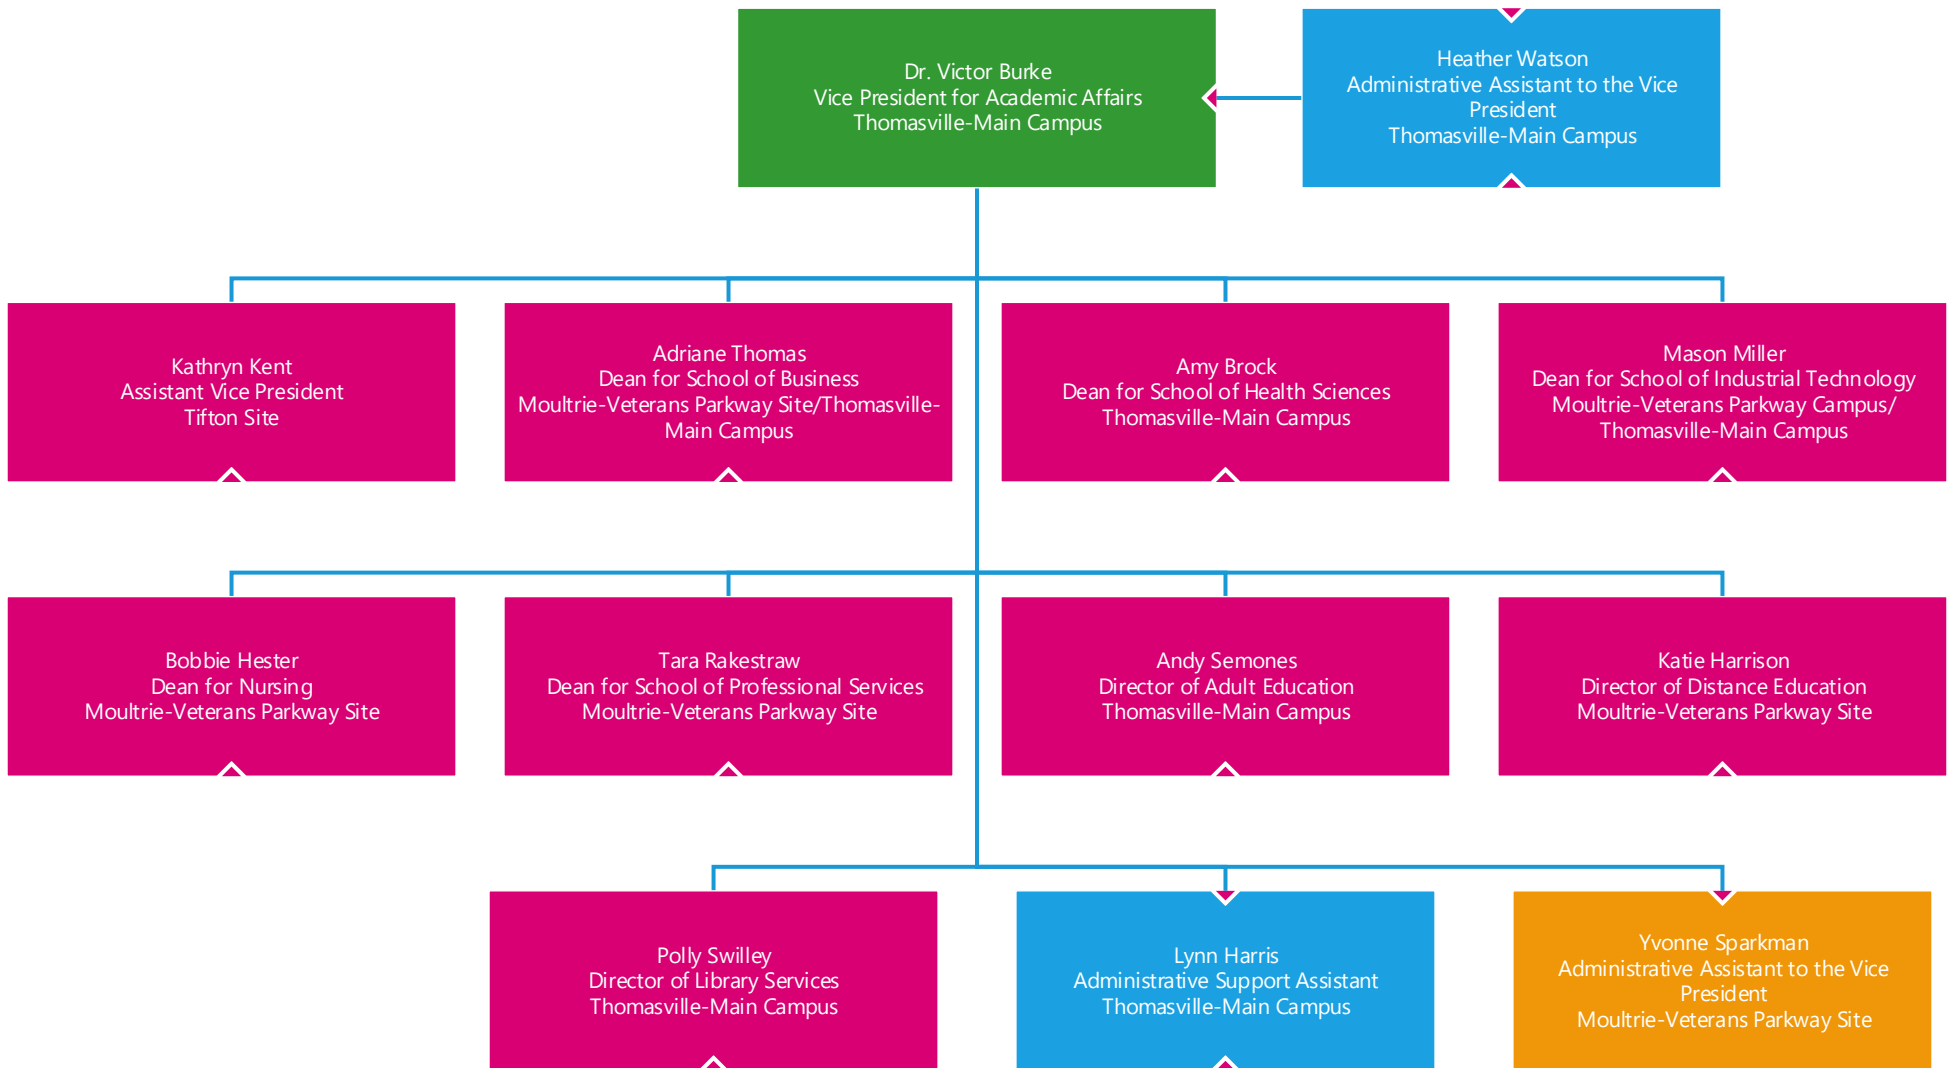 Dr. Victor Burke
Vice President for Academic Affairs
Thomasville-Main Campus
Heather Watson
Administrative Assistant to the Vice
President
Thomasville-Main Campus
Kathryn Kent
Assistant Vice President
Tifton Site
Adriane Thomas
Dean for School of Business
Moultrie-Veterans Parkway Site/Thomasville-
Main Campus
Amy Brock
Dean for School of Health Sciences
Thomasville-Main Campus
Mason Miller
Dean for School of Industrial Technology
Moultrie-Veterans Parkway Campus/
Thomasville-Main Campus
Bobbie Hester
Dean for Nursing
Moultrie-Veterans Parkway Site
Tara Rakestraw
Dean for School of Professional Services
Moultrie-Veterans Parkway Site
Andy Semones
Director of Adult Education
Thomasville-Main Campus
Katie Harrison
Director of Distance Education
Moultrie-Veterans Parkway Site
Polly Swilley
Director of Library Services
Thomasville-Main Campus
Lynn Harris
Administrative Support Assistant
Thomasville-Main Campus
Yvonne Sparkman
Administrative Assistant to the Vice
President
Moultrie-Veterans Parkway Site